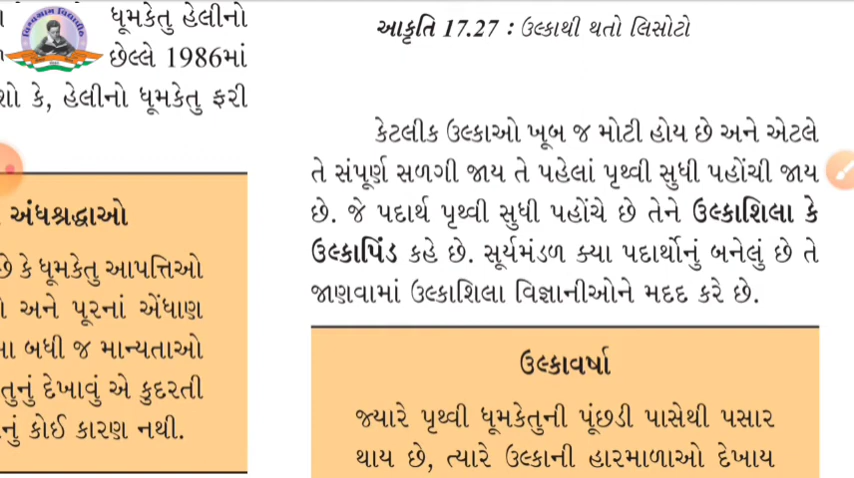 ધૂમકેતુ હેલીનો
છેલ્લે 1986માં
શો કે, હેલીનો ધૂમકેતુ ફરી
અંધશ્રદ્ધાઓ
છે કે ધૂમકેતુ આપત્તિઓ
અને પૂરનાં એંધાણ
બધી જ માન્યતાઓ
તુનું દેખાવું એ કુદરતી
નું કોઈ કારણ નથી.
આકૃતિ 17.27 : ઉલ્કાથી થતો લિસોટો
કેટલીક ઉલ્કાઓ ખૂબ જ મોટી હોય છે અને એટલે
તે સંપૂર્ણ સળગી જાય તે પહેલાં પૃથ્વી સુધી પહોંચી જાય
છે. જે પદાર્થ પૃથ્વી સુધી પહોંચે છે તેને ઉલ્કાશિલા કે
ઉલ્કાપિંડ કહે છે. સૂર્યમંડળ ક્યા પદાર્થોનું બનેલું છે તે
જાણવામાં ઉલ્કાશિલા વિજ્ઞાનીઓને મદદ કરે છે.
ઉલ્કાવર્ષા
જ્યારે પૃથ્વી ધૂમકેતુની પૂંછડી પાસેથી પસાર
થાય છે, ત્યારે ઉલ્કાની હારમાળાઓ દેખાય